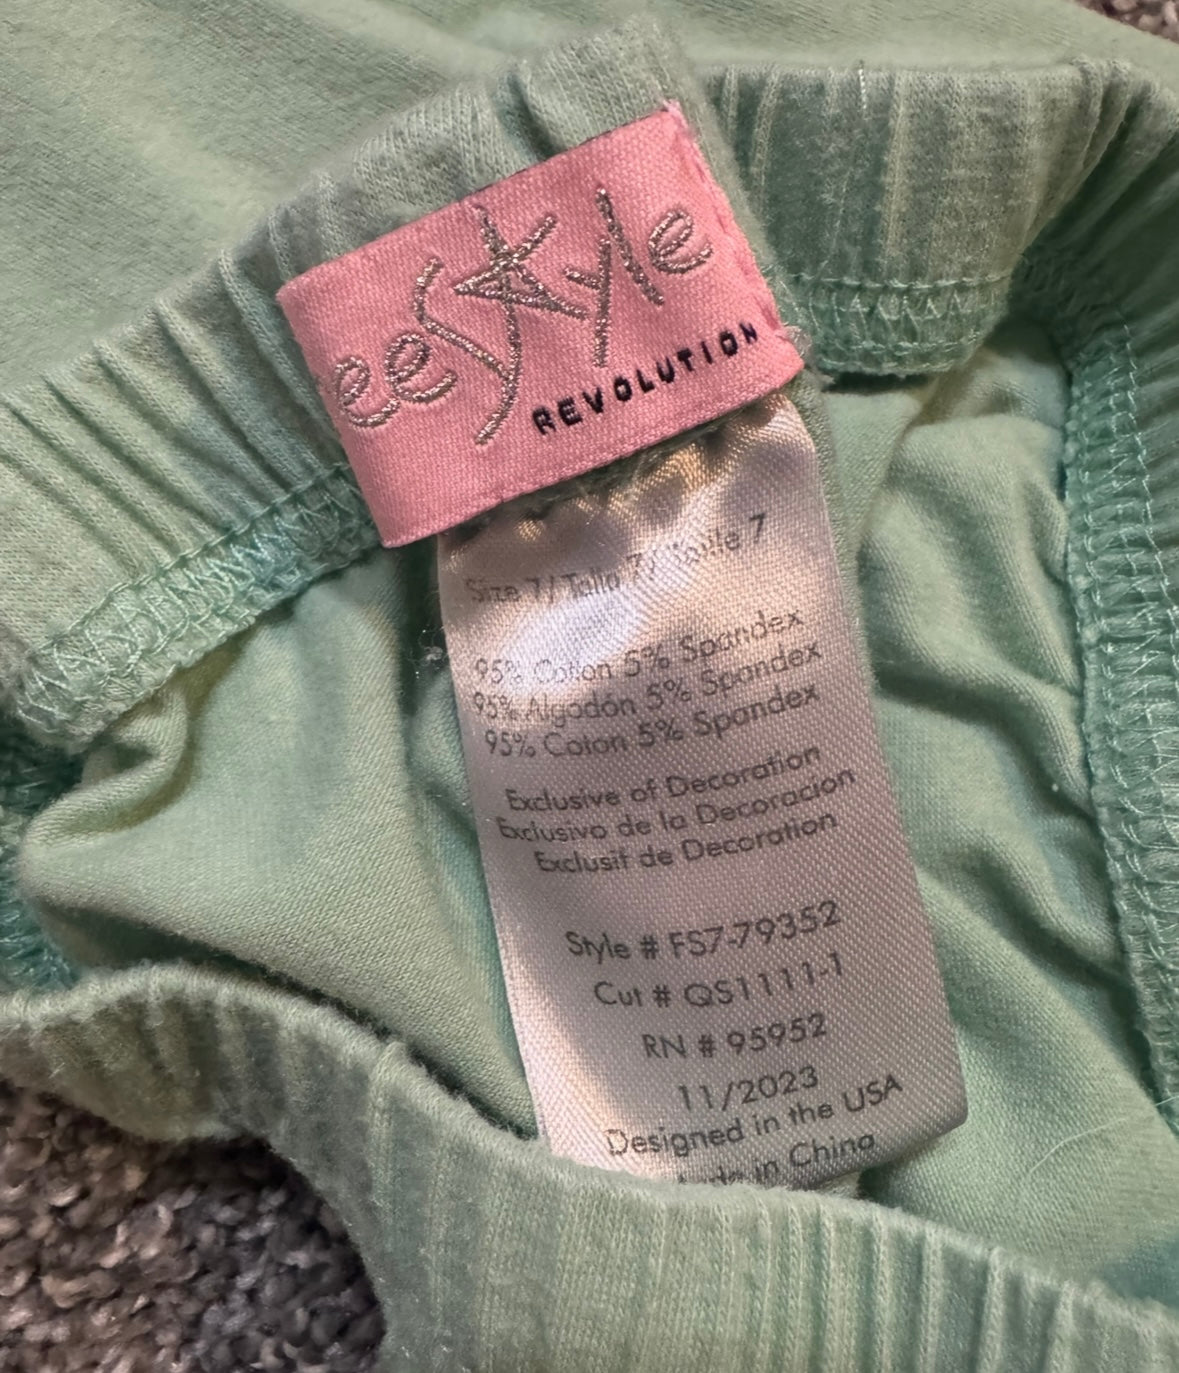 eeStyle
REVOLUTION
Size 7/ Talla 7/ Taille 7
95% Cotton 5% Spandex
95% Algodón 5% Spandex
95% Coton 5% Spandex
Exclusive of Decoration
Exclusivo de la Decoracion
Exclusif de Decoration
Style # FS7-79352
Cut # QS1111-1
RN # 95952
11/2023
Designed in the USA
in China